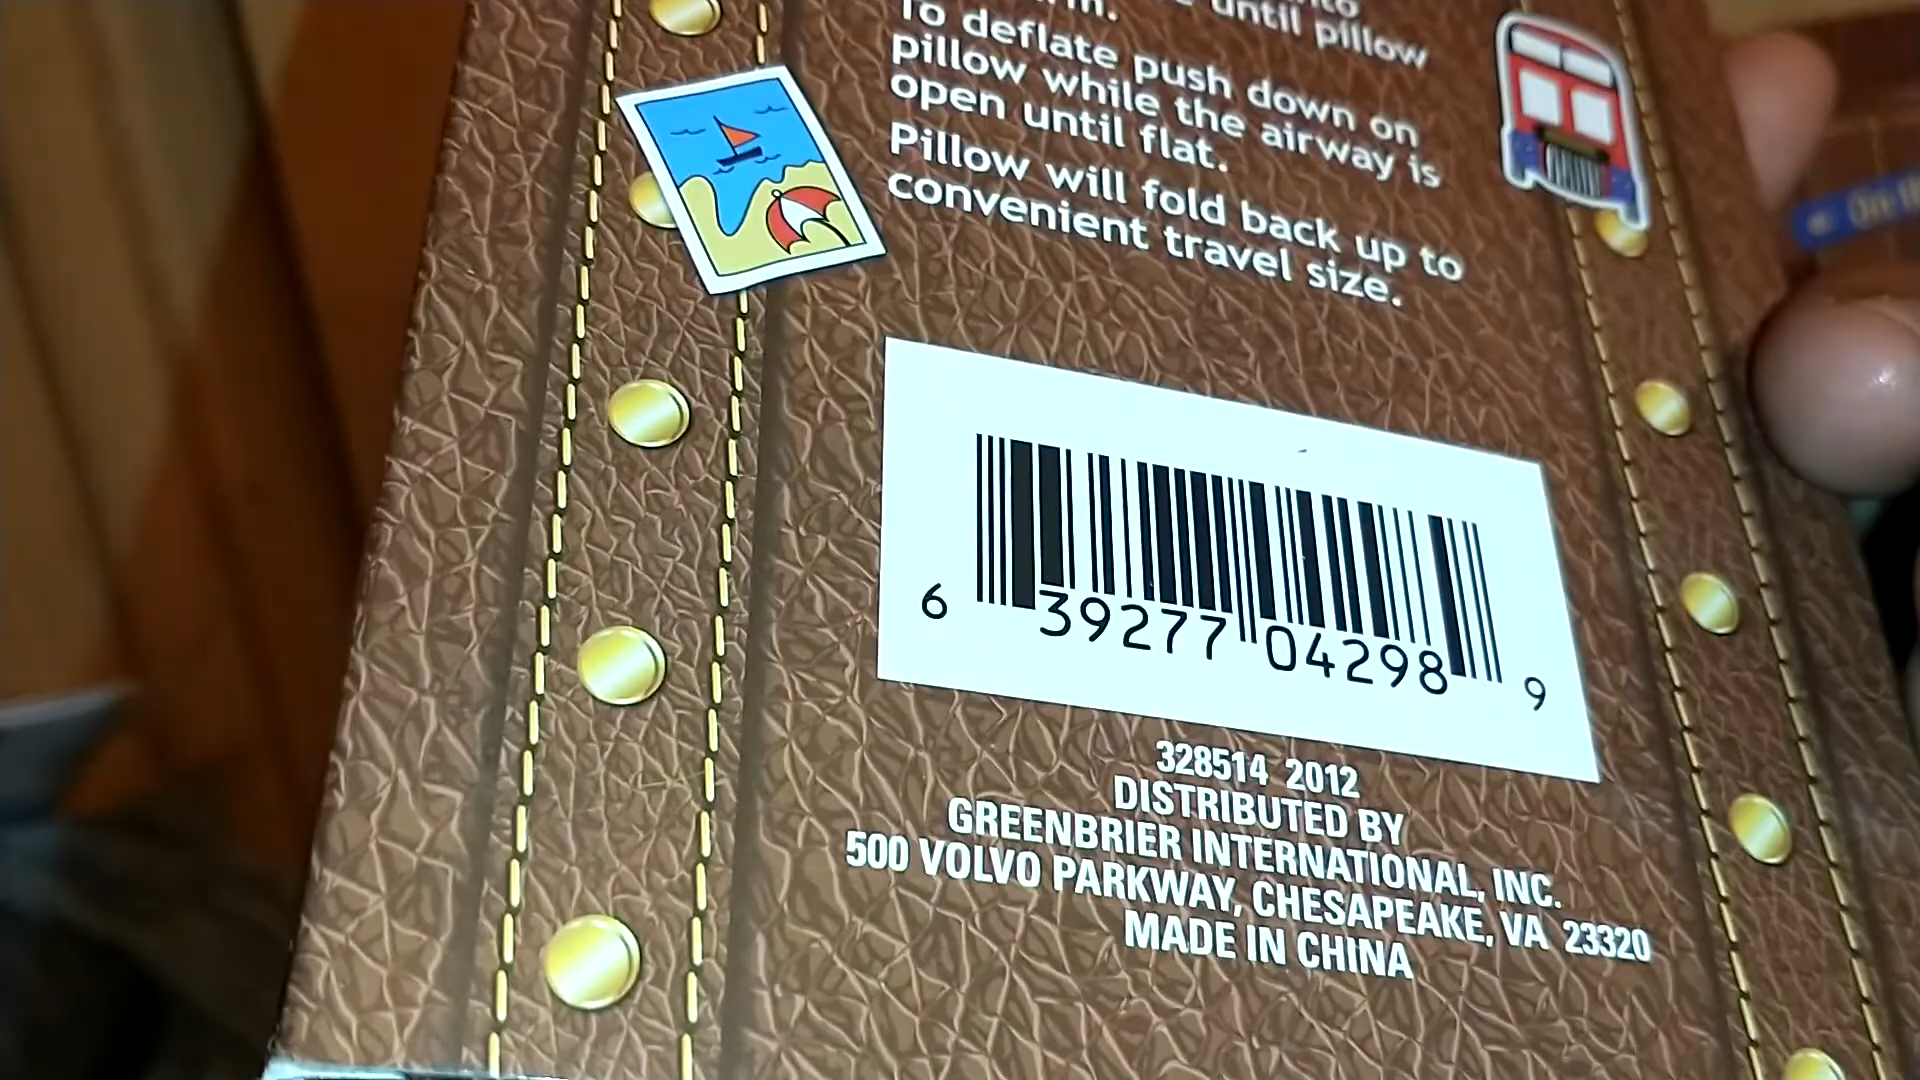 until pillow
To deflate push down on
pillow while the airway is
open until flat.
Pillow will fold back up to
convenient travel size.
6 39277 04298 9
328514 2012
DISTRIBUTED BY
GREENBRIER INTERNATIONAL, INC.
500 VOLVO PARKWAY, CHESAPEAKE, VA 23320
MADE IN CHINA